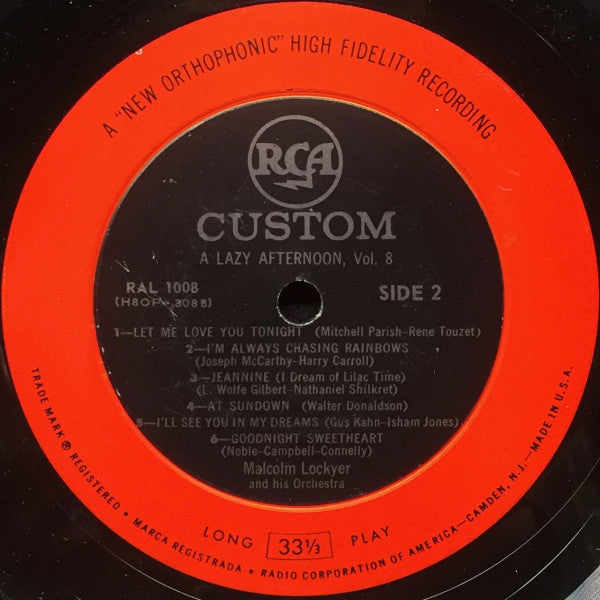 A "NEW ORTHOPHONIC" HIGH FIDELITY RECORDING
RCA
CUSTOM
A LAZY AFTERNOON, Vol. 8
RAL 1008
(H8OF-3085)
SIDE 2
1—LET ME LOVE YOU TONIGHT (Mitchell Parish-Rene Touzet)
2—I'M ALWAYS CHASING RAINBOWS
(Joseph McCarthy-Harry Carroll)
3—JEANNINE (I Dream of Lilac Time)
(L. Wolfe Gilbert-Nathaniel Shilkret)
4—AT SUNDOWN (Walter Donaldson)
5—I'LL SEE YOU IN MY DREAMS (Gus Kahn-Isham Jones)
6—GOODNIGHT SWEETHEART
(Noble-Campbell-Connelly)
Malcolm Lockyer
and his Orchestra
LONG 33⅓ PLAY
TRADE MARK ® REGISTERED • MARCA REGISTRADA • RADIO CORPORATION OF AMERICA—CAMDEN, N.J.—MADE IN U.S.A.